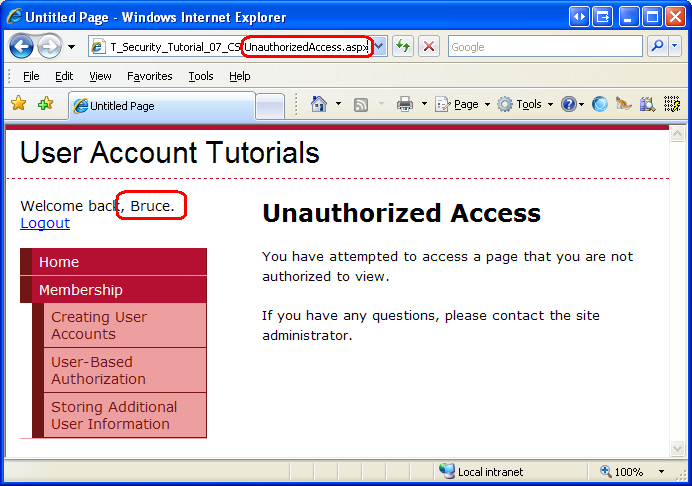 Untitled Page - Windows Internet Explorer
T_Security_Tutorial_07_CS/UnauthorizedAccess.aspx
Google
File Edit View Favorites Tools Help
Untitled Page
Page Tools
User Account Tutorials
Welcome back, Bruce.
Logout
Home
Membership
Creating User
Accounts
User-Based
Authorization
Storing Additional
User Information
Unauthorized Access
You have attempted to access a page that you are not
authorized to view.
If you have any questions, please contact the site
administrator.
Local intranet
100%